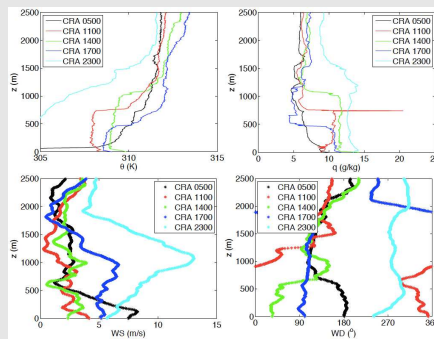 2500
2000
1500
1000
500
0
z (m)
CRA 0500
CRA 1100
CRA 1400
CRA 1700
CRA 2300
305
310
315
θ (K)
2500
2000
1500
1000
500
0
z (m)
CRA 0500
CRA 1100
CRA 1400
CRA 1700
CRA 2300
0
5
10
15
20
q (g/kg)
2500
2000
1500
1000
500
0
z (m)
CRA 0500
CRA 1100
CRA 1400
CRA 1700
CRA 2300
0
5
10
15
WS (m/s)
2500
2000
1500
1000
500
0
z (m)
CRA 0500
CRA 1100
CRA 1400
CRA 1700
CRA 2300
0
90
180
270
WD (°)